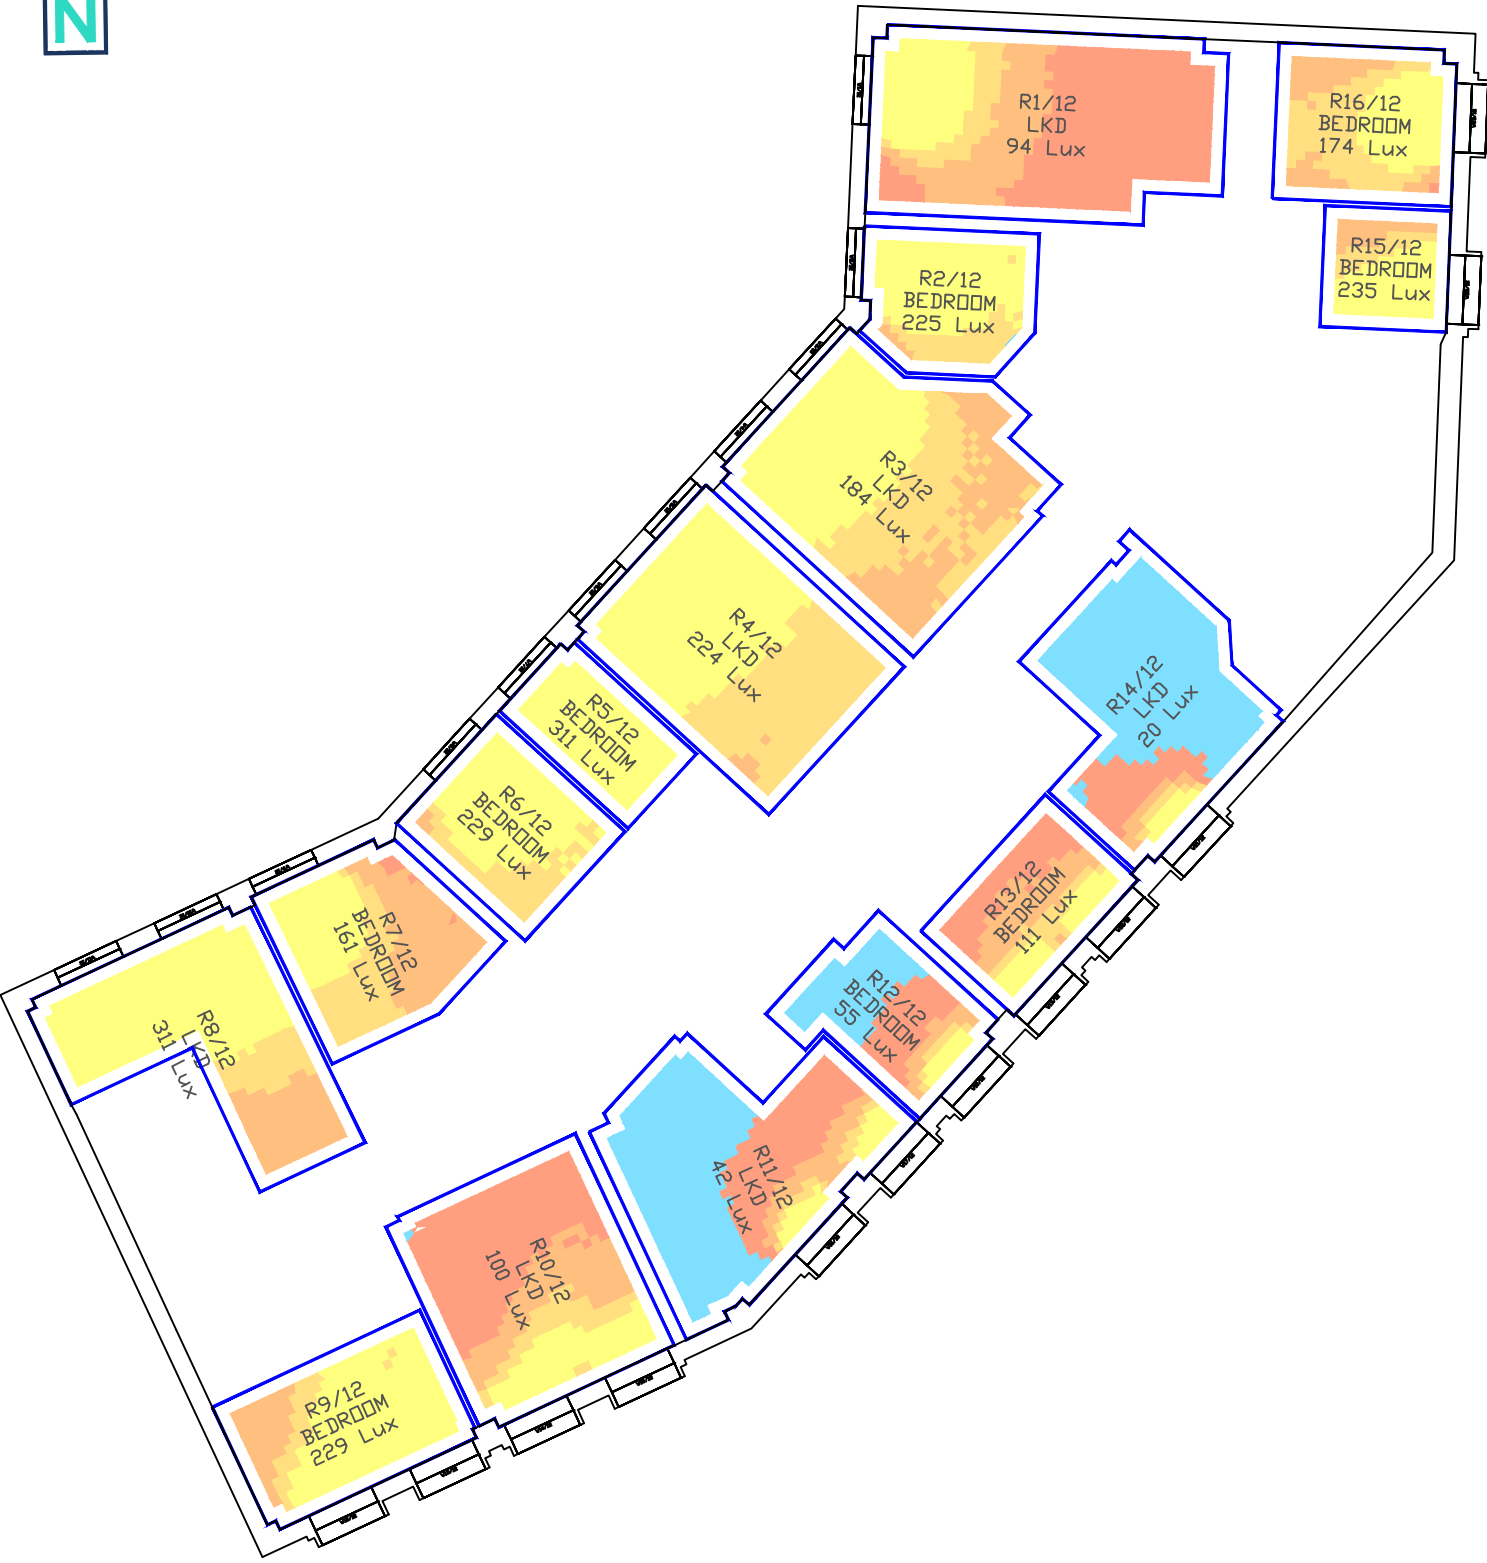 N
R1/12
LKD
94 Lux
R16/12
BEDROOM
174 Lux
R15/12
BEDROOM
235 Lux
R2/12
BEDROOM
225 Lux
R3/12
LKD
184 Lux
R4/12
LKD
224 Lux
R5/12
BEDROOM
311 Lux
R6/12
BEDROOM
229 Lux
R7/12
BEDROOM
161 Lux
R8/12
LKD
311 Lux
R14/12
LKD
20 Lux
R13/12
BEDROOM
111 Lux
R12/12
BEDROOM
55 Lux
R11/12
LKD
42 Lux
R10/12
LKD
100 Lux
R9/12
BEDROOM
229 Lux